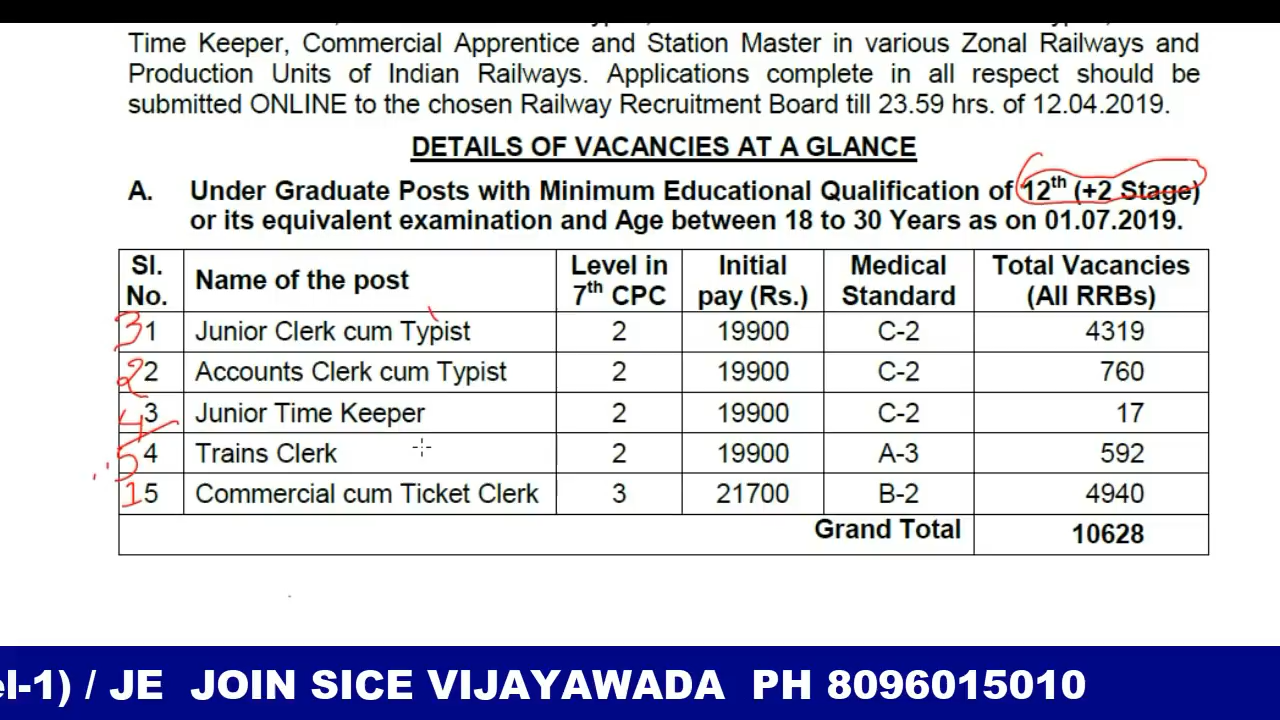 Time Keeper, Commercial Apprentice and Station Master in various Zonal Railways and
Production Units of Indian Railways. Applications complete in all respect should be
submitted ONLINE to the chosen Railway Recruitment Board till 23.59 hrs. of 12.04.2019.
DETAILS OF VACANCIES AT A GLANCE
A. Under Graduate Posts with Minimum Educational Qualification of 12th (+2 Stage)
or its equivalent examination and Age between 18 to 30 Years as on 01.07.2019.
Sl. No. Name of the post Level in 7th CPC Initial pay (Rs.) Medical Standard Total Vacancies (All RRBs)
3 1 Junior Clerk cum Typist 2 19900 C-2 4319
2 2 Accounts Clerk cum Typist 2 19900 C-2 760
4 3 Junior Time Keeper 2 19900 C-2 17
5 4 Trains Clerk 2 19900 A-3 592
1 5 Commercial cum Ticket Clerk 3 21700 B-2 4940
Grand Total 10628
el-1) / JE JOIN SICE VIJAYAWADA PH 8096015010